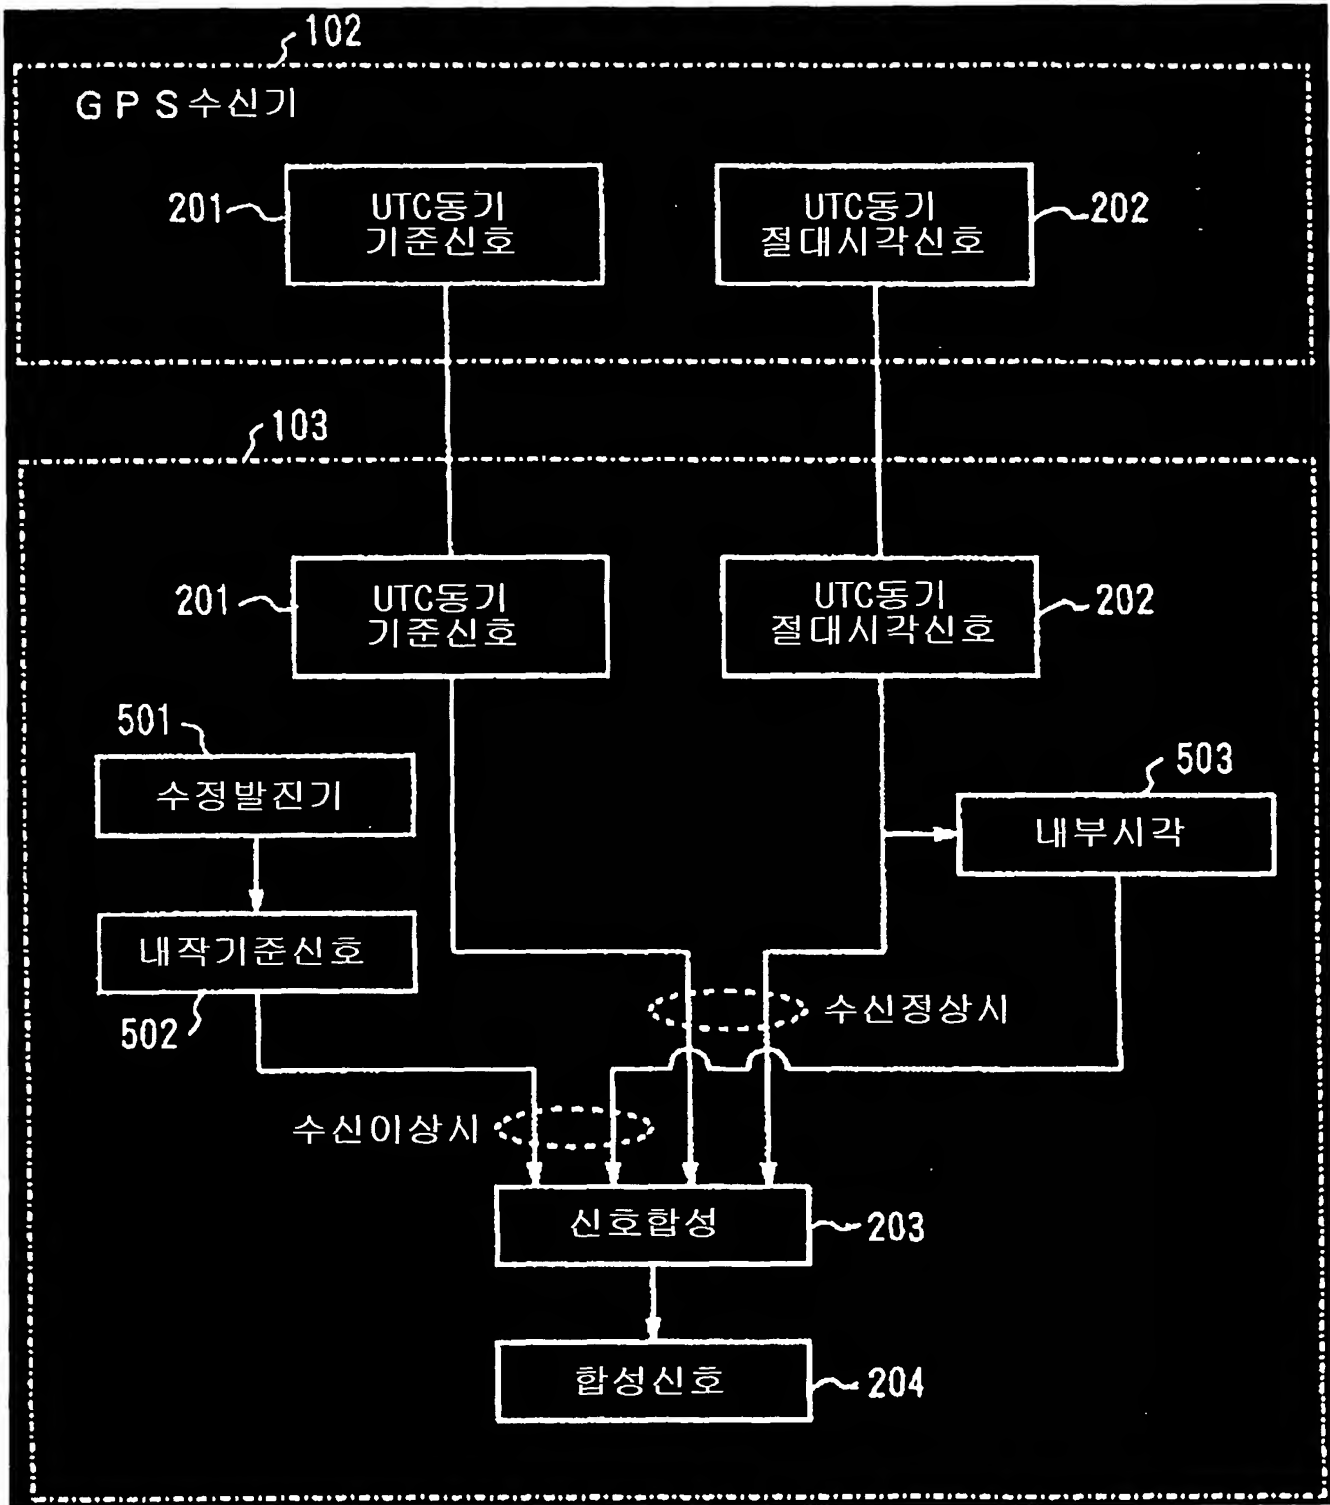 102
GPS수신기
201
UTC동기
기준신호
UTC동기
절대시각신호
202
103
201
UTC동기
기준신호
UTC동기
절대시각신호
202
501
수정발진기
503
내부시각
내작기준신호
502
수신정상시
수신이상시
신호합성
203
합성신호
204